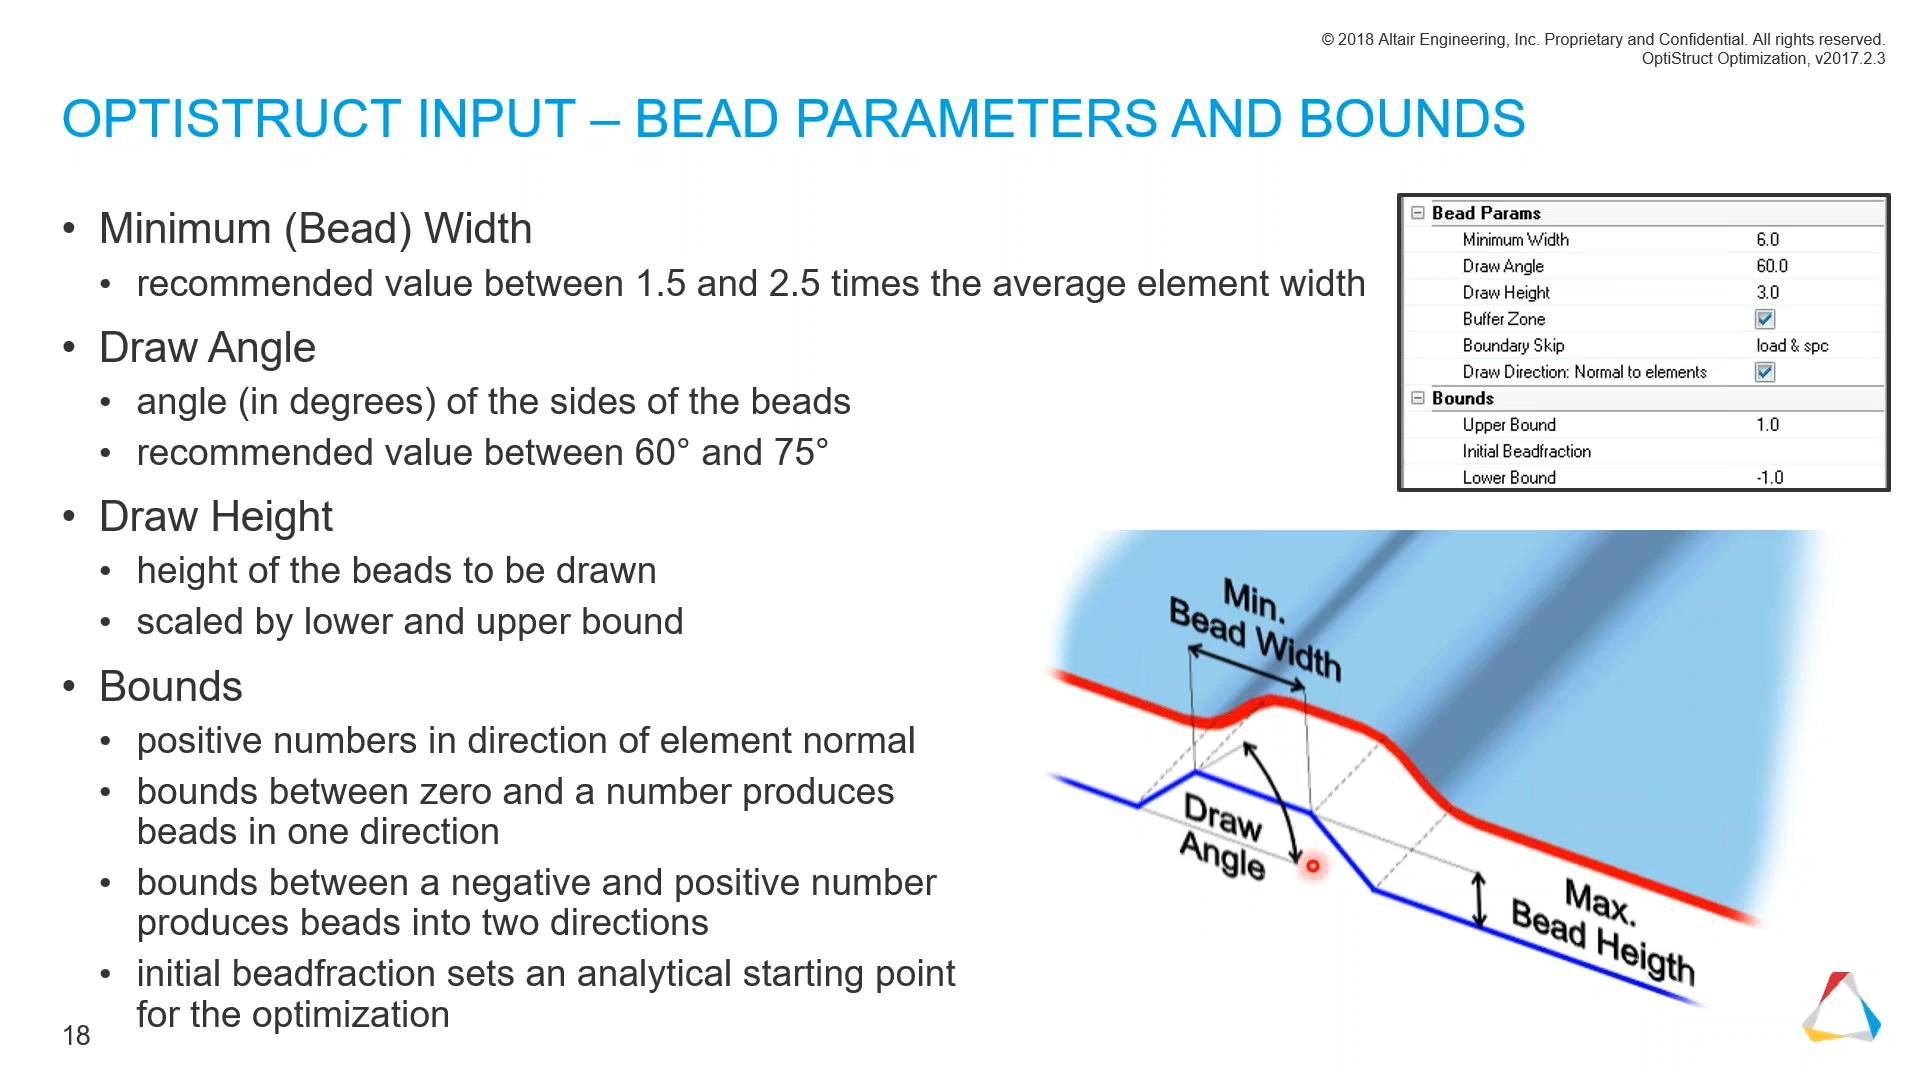 © 2018 Altair Engineering, Inc. Proprietary and Confidential. All rights reserved.
OptiStruct Optimization, v2017.2.3
OPTISTRUCT INPUT – BEAD PARAMETERS AND BOUNDS
• Minimum (Bead) Width
• recommended value between 1.5 and 2.5 times the average element width
• Draw Angle
• angle (in degrees) of the sides of the beads
• recommended value between 60° and 75°
• Draw Height
• height of the beads to be drawn
• scaled by lower and upper bound
• Bounds
• positive numbers in direction of element normal
• bounds between zero and a number produces
beads in one direction
• bounds between a negative and positive number
produces beads into two directions
• initial beadfraction sets an analytical starting point
for the optimization
Bead Params
Minimum Width 6.0
Draw Angle 60.0
Draw Height 3.0
Buffer Zone
Boundary Skip load & spc
Draw Direction: Normal to elements
Bounds
Upper Bound 1.0
Initial Beadfraction
Lower Bound -1.0
Min.
Bead Width
Draw
Angle
Max.
Bead Heigth
18